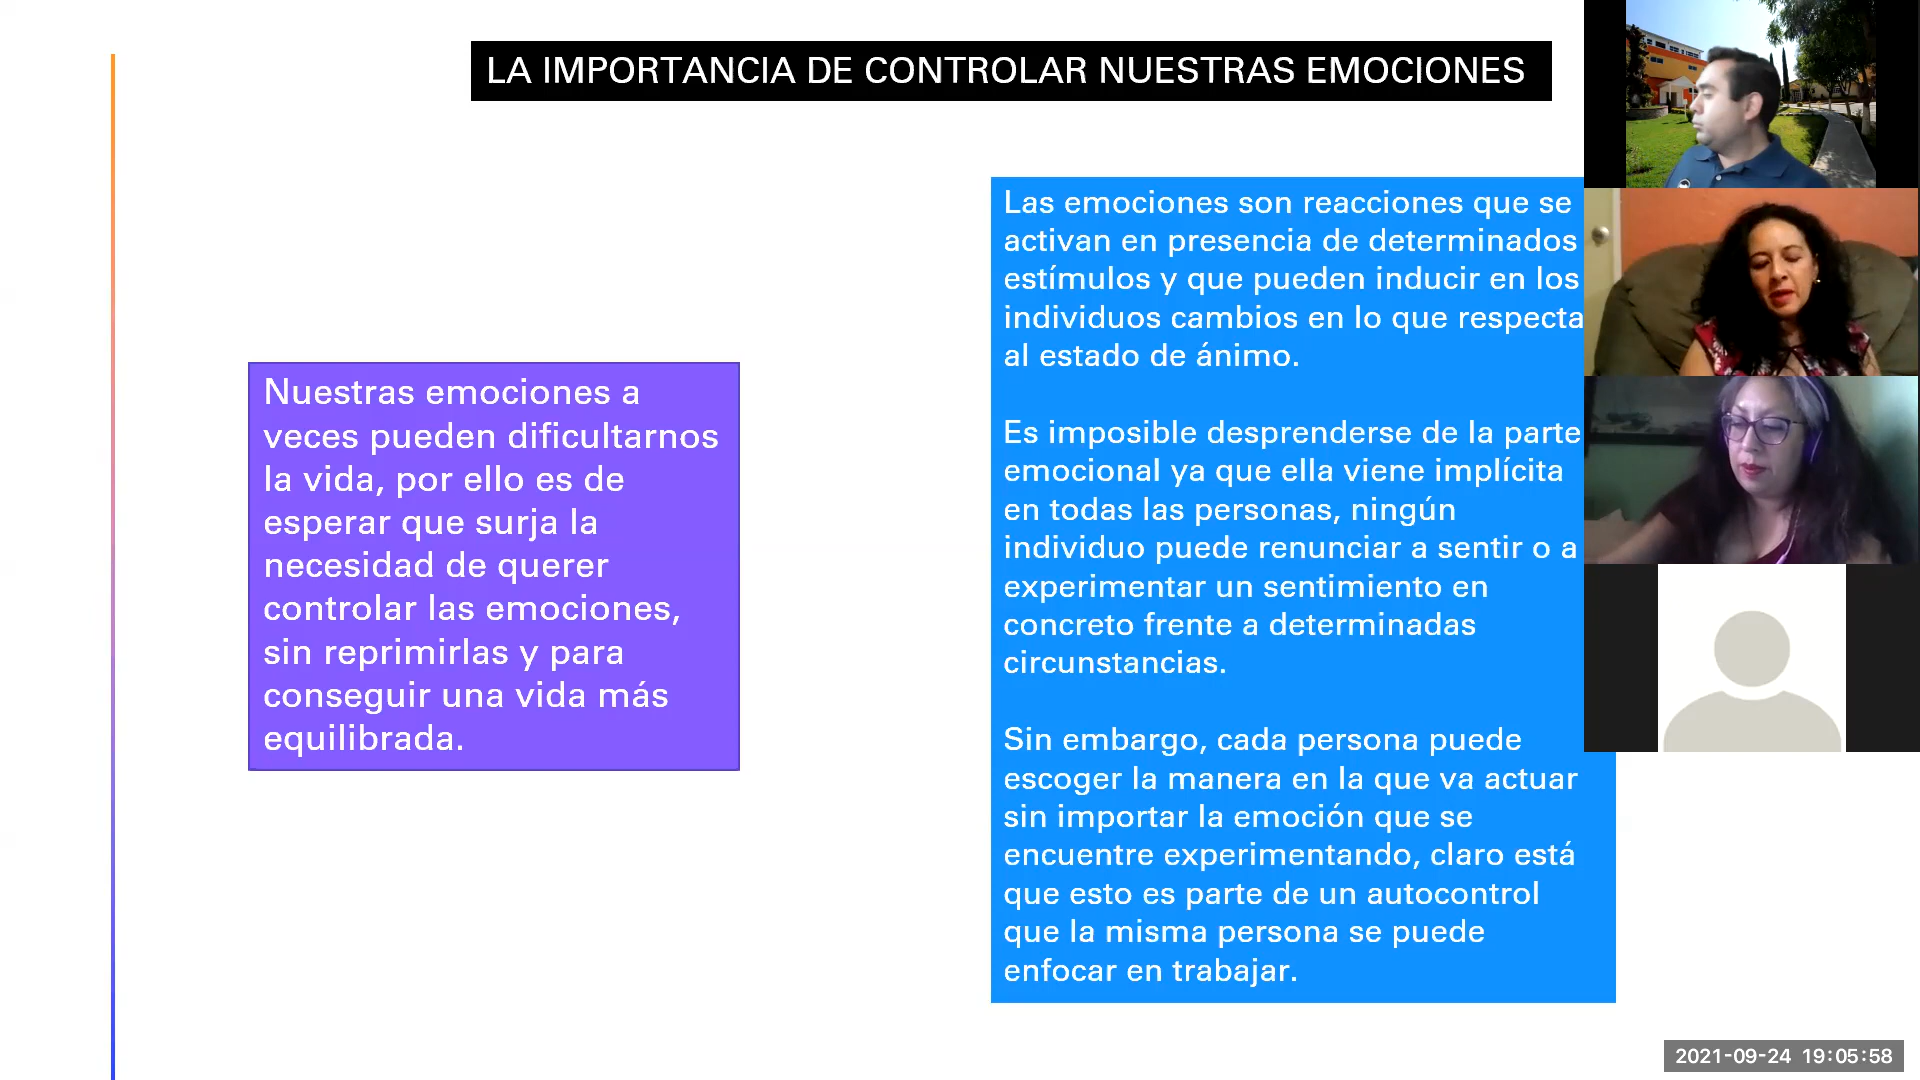 LA IMPORTANCIA DE CONTROLAR NUESTRAS EMOCIONES
Nuestras emociones a
veces pueden dificultarnos
la vida, por ello es de
esperar que surja la
necesidad de querer
controlar las emociones,
sin reprimirlas y para
conseguir una vida más
equilibrada.
Las emociones son reacciones que se
activan en presencia de determinados
estímulos y que pueden inducir en los
individuos cambios en lo que respecta
al estado de ánimo.
Es imposible desprenderse de la parte
emocional ya que ella viene implícita
en todas las personas, ningún
individuo puede renunciar a sentir o a
experimentar un sentimiento en
concreto frente a determinadas
circunstancias.
Sin embargo, cada persona puede
escoger la manera en la que va actuar
sin importar la emoción que se
encuentre experimentando, claro está
que esto es parte de un autocontrol
que la misma persona se puede
enfocar en trabajar.
2021-09-24 19:05:58